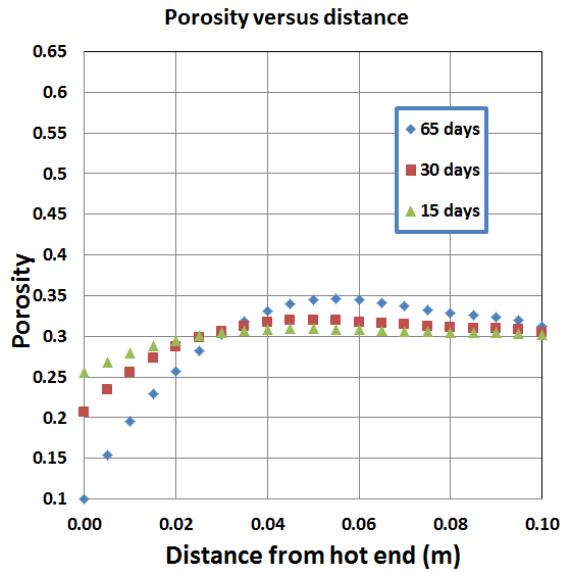 Porosity versus distance
0.65
0.6
0.55
0.5
0.45
0.4
0.35
0.3
0.25
0.2
0.15
0.1
Porosity
65 days
30 days
15 days
0.00 0.02 0.04 0.06 0.08 0.10
Distance from hot end (m)